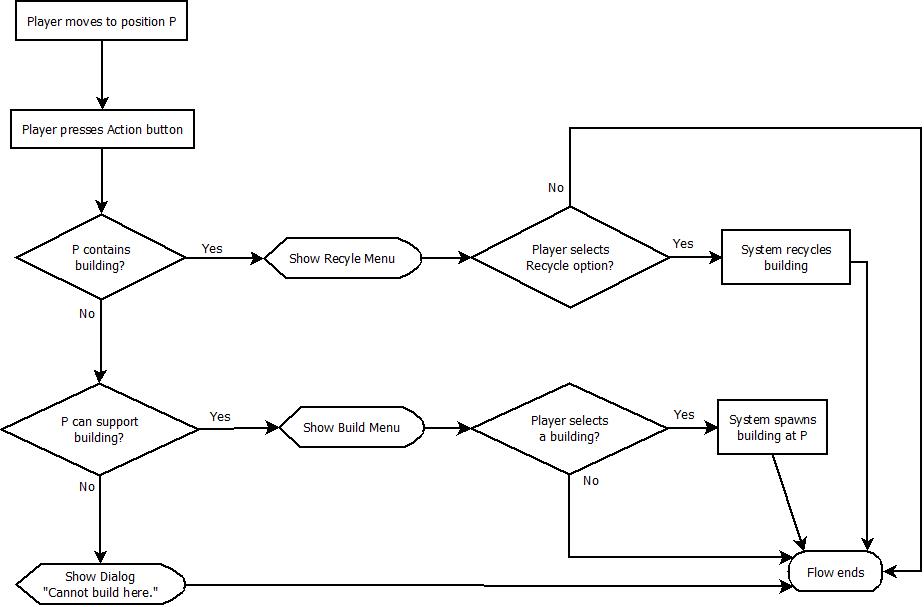 Player moves to position P
Player presses Action button
No
P contains
building?
Yes
Show Recyle Menu
Player selects
Recycle option?
Yes
System recycles
building
No
P can support
building?
Yes
Show Build Menu
Player selects
a building?
Yes
System spawns
building at P
No
No
Show Dialog
"Cannot build here."
Flow ends